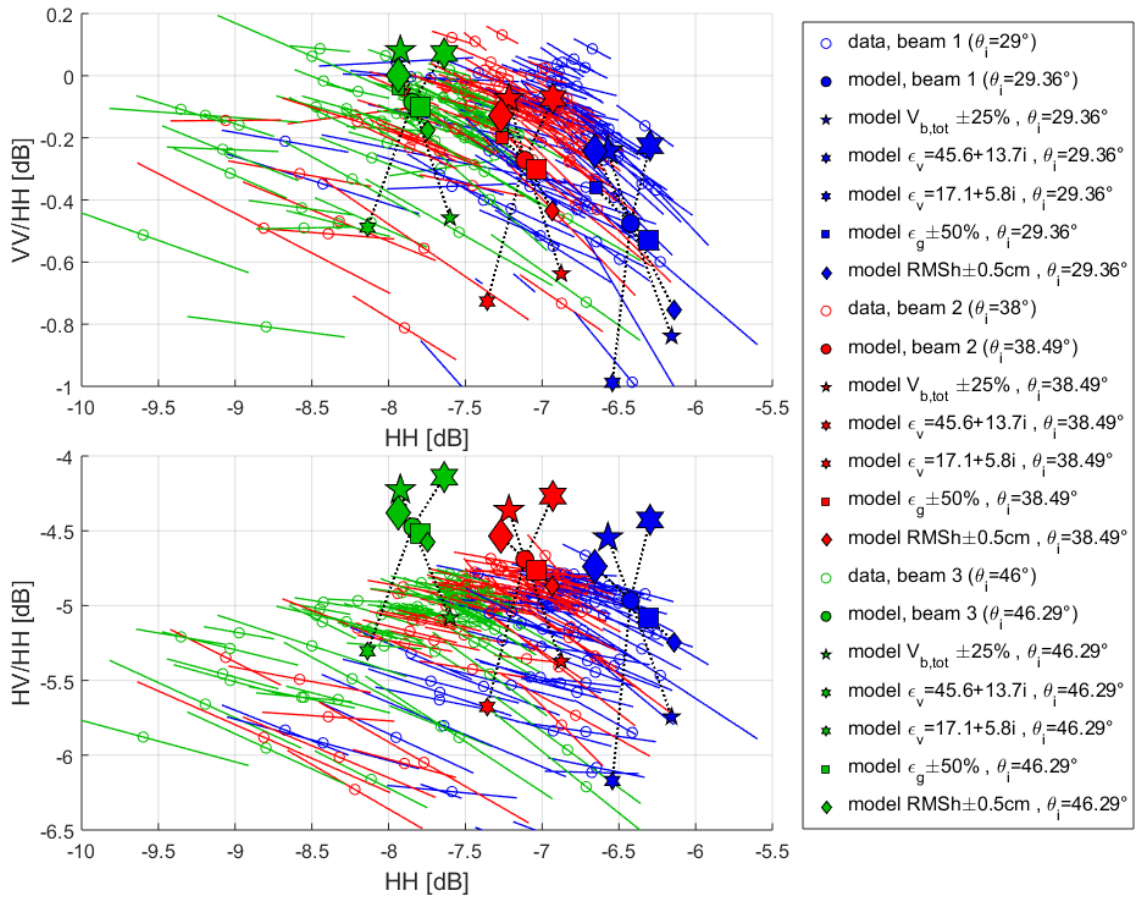 0.2
0
-0.2
-0.4
-0.6
-0.8
-1
VV/HH [dB]
-10 -9.5 -9 -8.5 -8 -7.5 -7 -6.5 -6 -5.5
HH [dB]
-4
-4.5
-5
-5.5
-6
-6.5
HV/HH [dB]
-10 -9.5 -9 -8.5 -8 -7.5 -7 -6.5 -6 -5.5
HH [dB]
data, beam 1 (θi=29°)
model, beam 1 (θi=29.36°)
model Vb,tot ±25% , θi=29.36°
model ϵv=45.6+13.7i , θi=29.36°
model ϵv=17.1+5.8i , θi=29.36°
model ϵg±50% , θi=29.36°
model RMSh±0.5cm , θi=29.36°
data, beam 2 (θi=38°)
model, beam 2 (θi=38.49°)
model Vb,tot ±25% , θi=38.49°
model ϵv=45.6+13.7i , θi=38.49°
model ϵv=17.1+5.8i , θi=38.49°
model ϵg±50% , θi=38.49°
model RMSh±0.5cm , θi=38.49°
data, beam 3 (θi=46°)
model, beam 3 (θi=46.29°)
model Vb,tot ±25% , θi=46.29°
model ϵv=45.6+13.7i , θi=46.29°
model ϵv=17.1+5.8i , θi=46.29°
model ϵg±50% , θi=46.29°
model RMSh±0.5cm , θi=46.29°